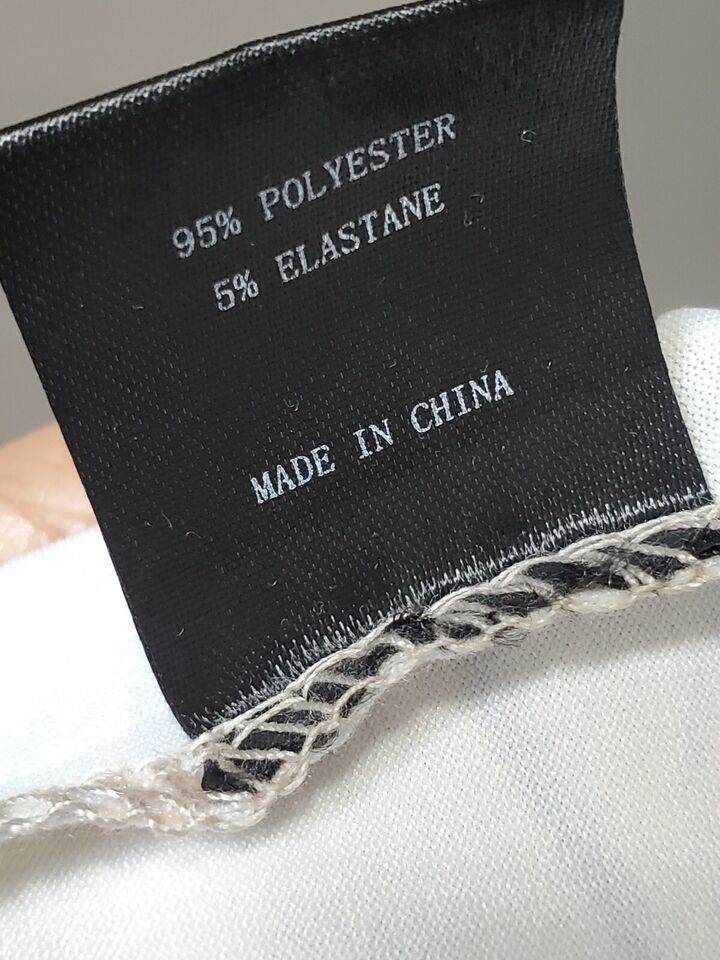 95% POLYESTER
5% ELASTANE
MADE IN CHINA